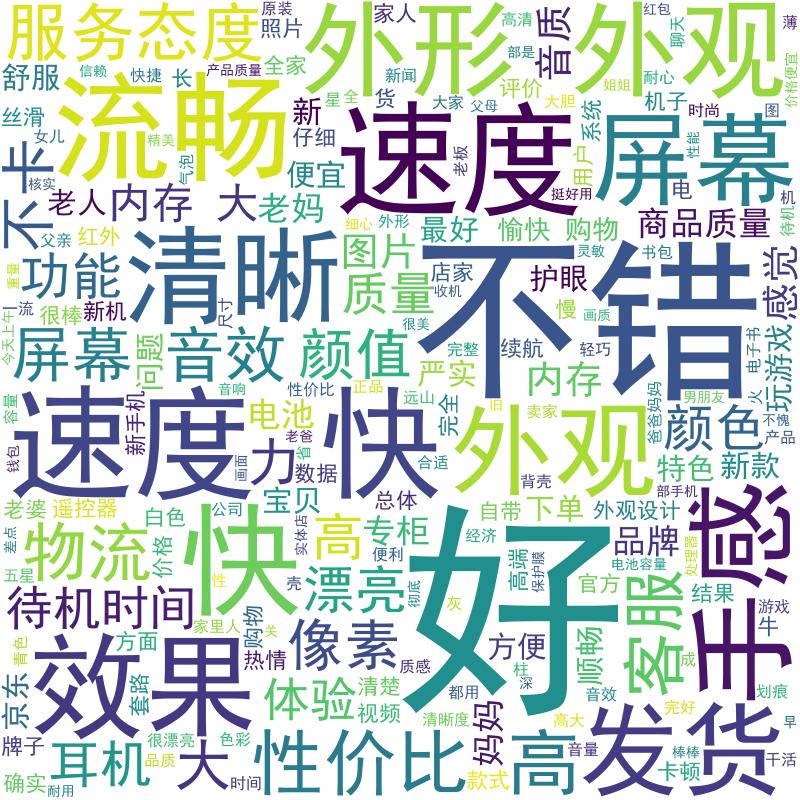 服务态度
原装
照片
家人
外形
高清
音质
外观
红包
聊天
薄
价格便宜
舒服
信赖
快捷
长
产品质量
全家
星
全
新闻
部是
评价
姐姐
耐心
机子
时尚
图
丝滑
女儿
精美
流畅
新
仔细
货
大家
父母
大胆
系统
用户
屏幕
性能
不卡
核实
气泡
便宜
速度
老板
挺好用
电
机
待机
老人
内存
大
老妈
父亲
红外
细心
外形
最好
愉快
购物
商品质量
重量
功能
清晰
图片
质量
店家
收机
不错
灵敏
护眼
书包
感觉
一流
今天上午
很棒
新机
尺寸
很美
慢
画质
屏幕
问题
音效
颜值
完整
严实
续航
轻巧
内存
电子书
玩游戏
容量
新手机
音响
性价比
正品
远山
完全
旧
卖家
男朋友
爸爸妈妈
火
不愧
产品
速度
电池
老爸
省
快
外观
颜色
钱包
画面
力
数据
合适
背壳
特色
新款
部手机
老婆
遥控器
白色
公司
宝贝
总体
自带
下单
外观设计
手感
差点
物流
价格
快
实体店
高
专柜
便利
经济
高端
保护膜
品牌
电池容量
处理器
五星
性
壳
漂亮
彻底
好
官方
客服
结果
游戏
待机时间
家里人
关
购物
灰
方便
顺畅
成
牛
青色
方面
效果
热情
像素
质感
柱
深
划痕
京东
套路
体验
清楚
视频
都用
清晰度
妈妈
音效
高大
完好
发货
早
牌子
很漂亮
色彩
耳机
品质
大
时间
性价比
款式
高
音量
卡顿
棒棒
干活
确实
耐用